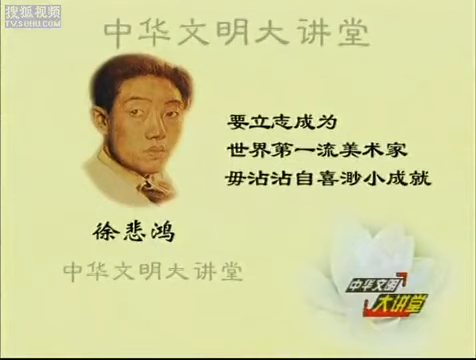 搜狐视频
TV.SOHU.COM
中华文明大讲堂
要立志成为
世界第一流美术家
毋沾沾自喜渺小成就
徐悲鸿
中华文明大讲堂
中华文明
大讲堂